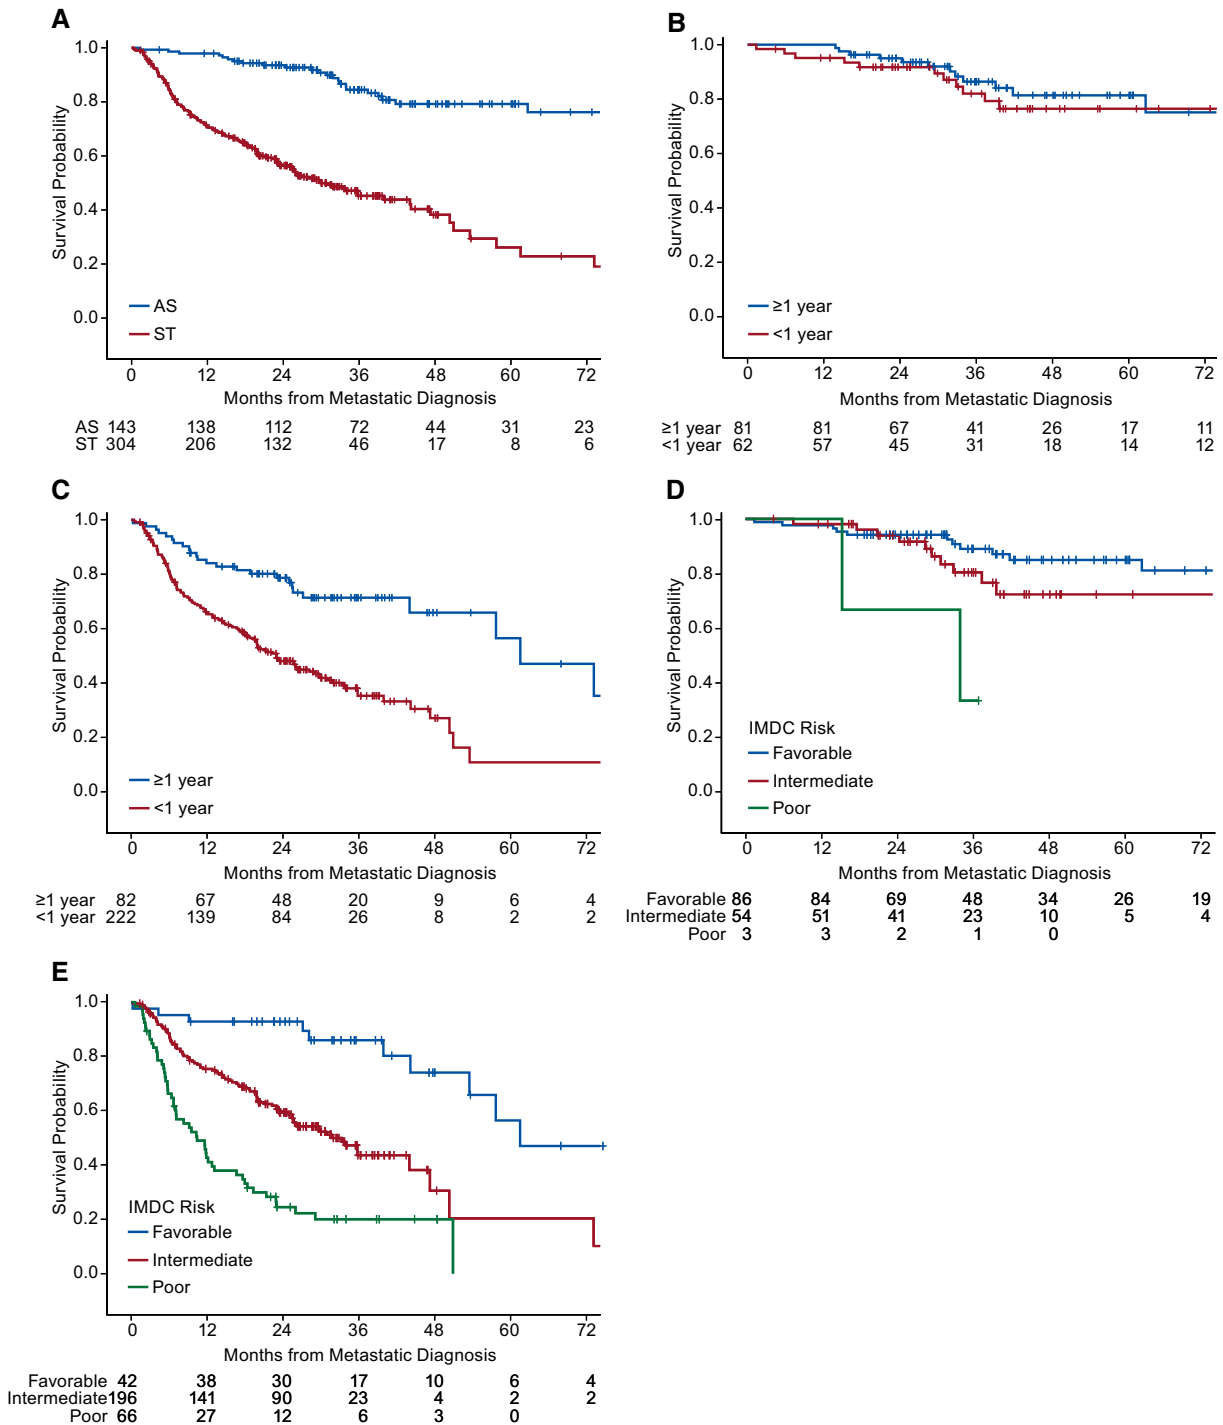 A
Survival Probability
1.0
0.8
0.6
0.4
0.2
0.0
AS
ST
0 12 24 36 48 60 72
Months from Metastatic Diagnosis
AS 143 138 112 72 44 31 23
ST 304 206 132 46 17 8 6
B
Survival Probability
1.0
0.8
0.6
0.4
0.2
0.0
≥1 year
<1 year
0 12 24 36 48 60 72
Months from Metastatic Diagnosis
≥1 year 81 81 67 41 26 17 11
<1 year 62 57 45 31 18 14 12
C
Survival Probability
1.0
0.8
0.6
0.4
0.2
0.0
≥1 year
<1 year
0 12 24 36 48 60 72
Months from Metastatic Diagnosis
≥1 year 82 67 48 20 9 6 4
<1 year 222 139 84 26 8 2 2
D
Survival Probability
1.0
0.8
0.6
0.4
0.2
0.0
IMDC Risk
Favorable
Intermediate
Poor
0 12 24 36 48 60 72
Months from Metastatic Diagnosis
Favorable 86 84 69 48 34 26 19
Intermediate 54 51 41 23 10 5 4
Poor 3 3 2 1 0
E
Survival Probability
1.0
0.8
0.6
0.4
0.2
0.0
IMDC Risk
Favorable
Intermediate
Poor
0 12 24 36 48 60 72
Months from Metastatic Diagnosis
Favorable 42 38 30 17 10 6 4
Intermediate 196 141 90 23 4 2 2
Poor 66 27 12 6 3 0